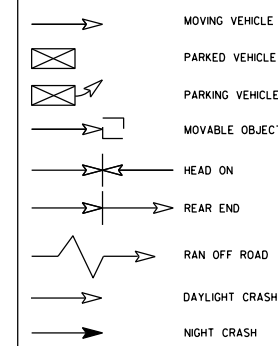 MOVING VEHICLE
PARKED VEHICLE
PARKING VEHICLE
MOVABLE OBJECT
HEAD ON
REAR END
RAN OFF ROAD
DAYLIGHT CRASH
NIGHT CRASH